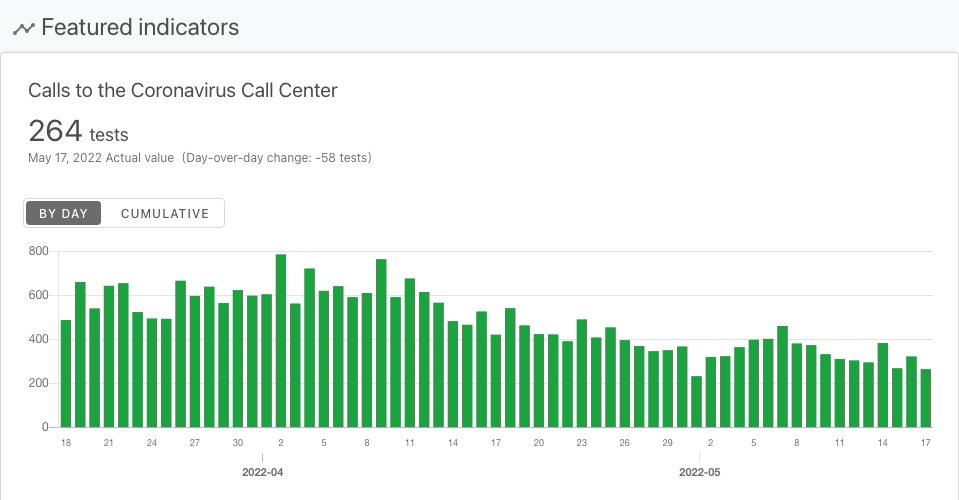 Featured indicators
Calls to the Coronavirus Call Center
264 tests
May 17, 2022 Actual value (Day-over-day change: -58 tests)
BY DAY CUMULATIVE
800
600
400
200
0
18 21 24 27 30 2 5 8 11 14 17 20 23 26 29 2 5 8 11 14 17
2022-04 2022-05